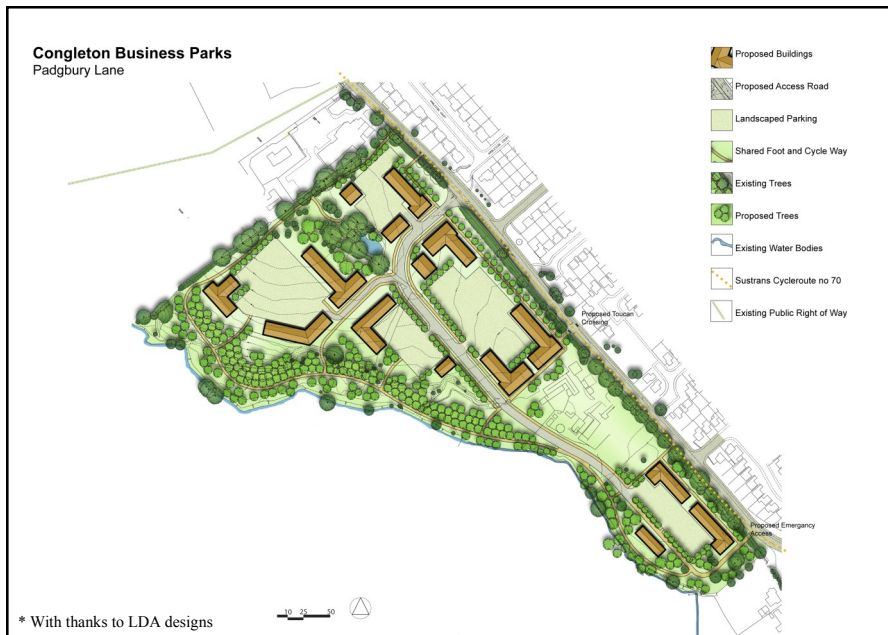 Congleton Business Parks
Padgbury Lane
Proposed Buildings
Proposed Access Road
Landscaped Parking
Shared Foot and Cycle Way
Existing Trees
Proposed Trees
Existing Water Bodies
Sustrans Cycleroute no 70
Existing Public Right of Way
Proposed Toucan
Crossing
Proposed Emergency
Access
10 25 50
* With thanks to LDA designs